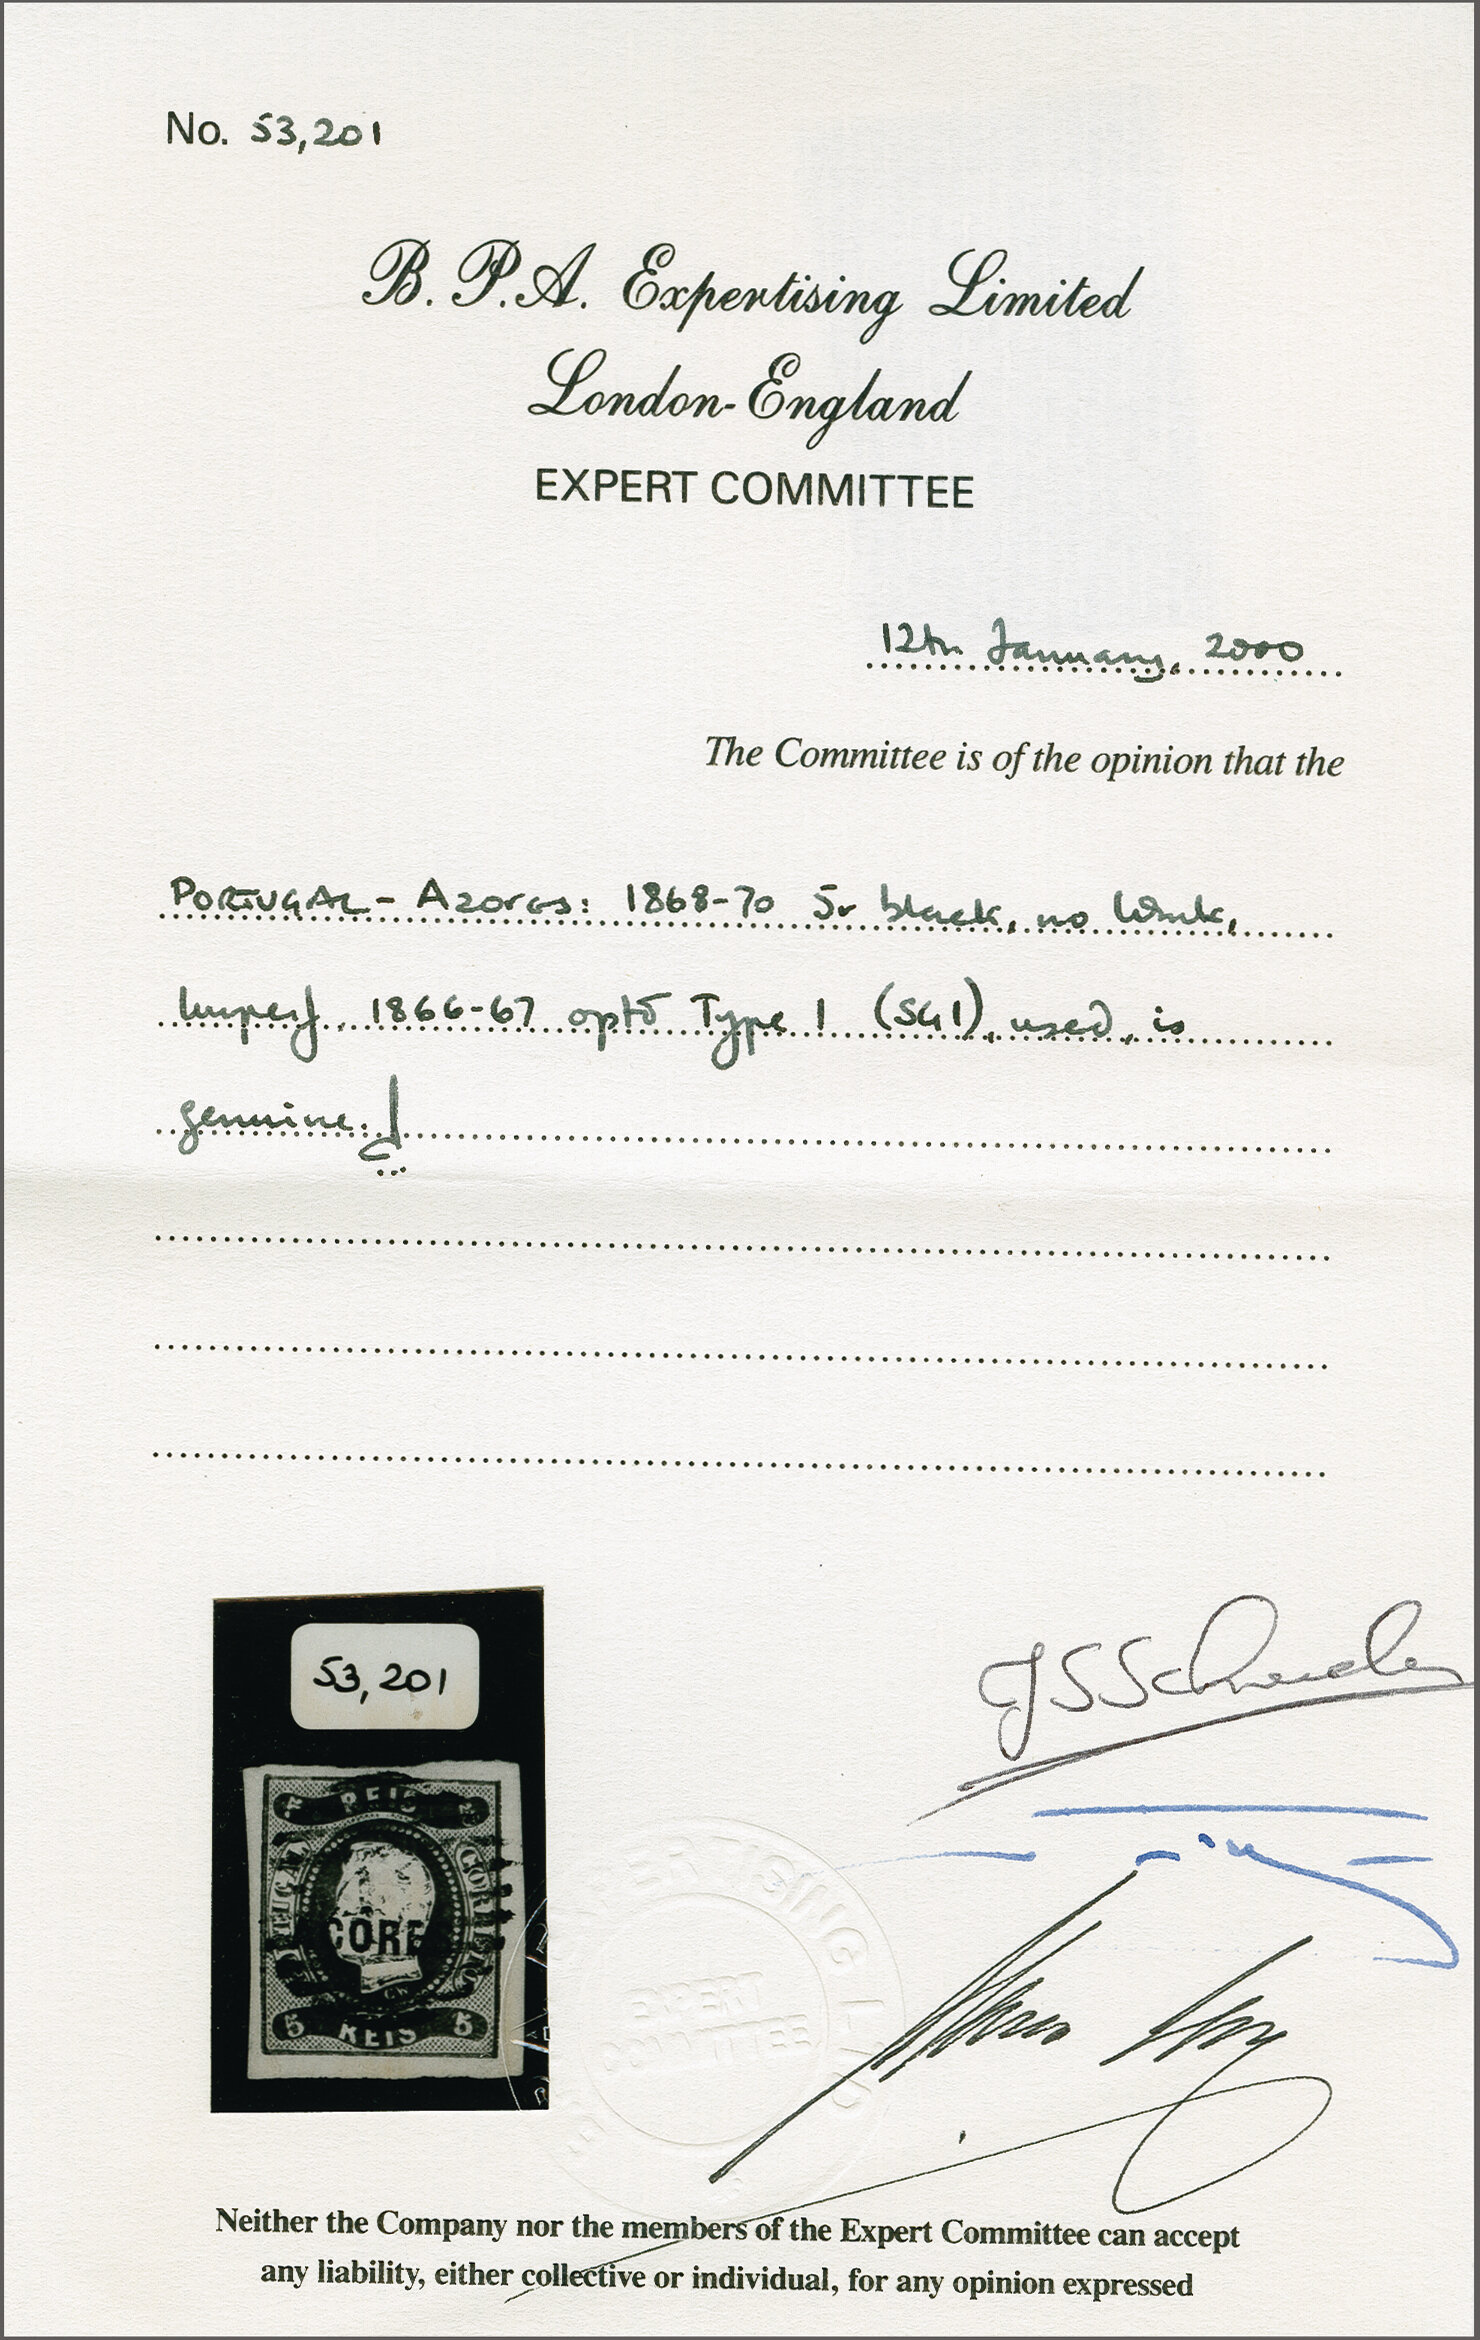 No. 53,201
B. P. A. Expertising Limited
London-England
EXPERT COMMITTEE
12th January, 2000
The Committee is of the opinion that the
PORTUGAL - Azores: 1868-70 5r black, no Wmk,
Imperf, 1866-67 optd Type 1 (SG1), used, is
genuine.
53,201
REIS
CORREIO
CORES
5 REIS 5
EXPERT
COMMITTEE
Neither the Company nor the members of the Expert Committee can accept
any liability, either collective or individual, for any opinion expressed